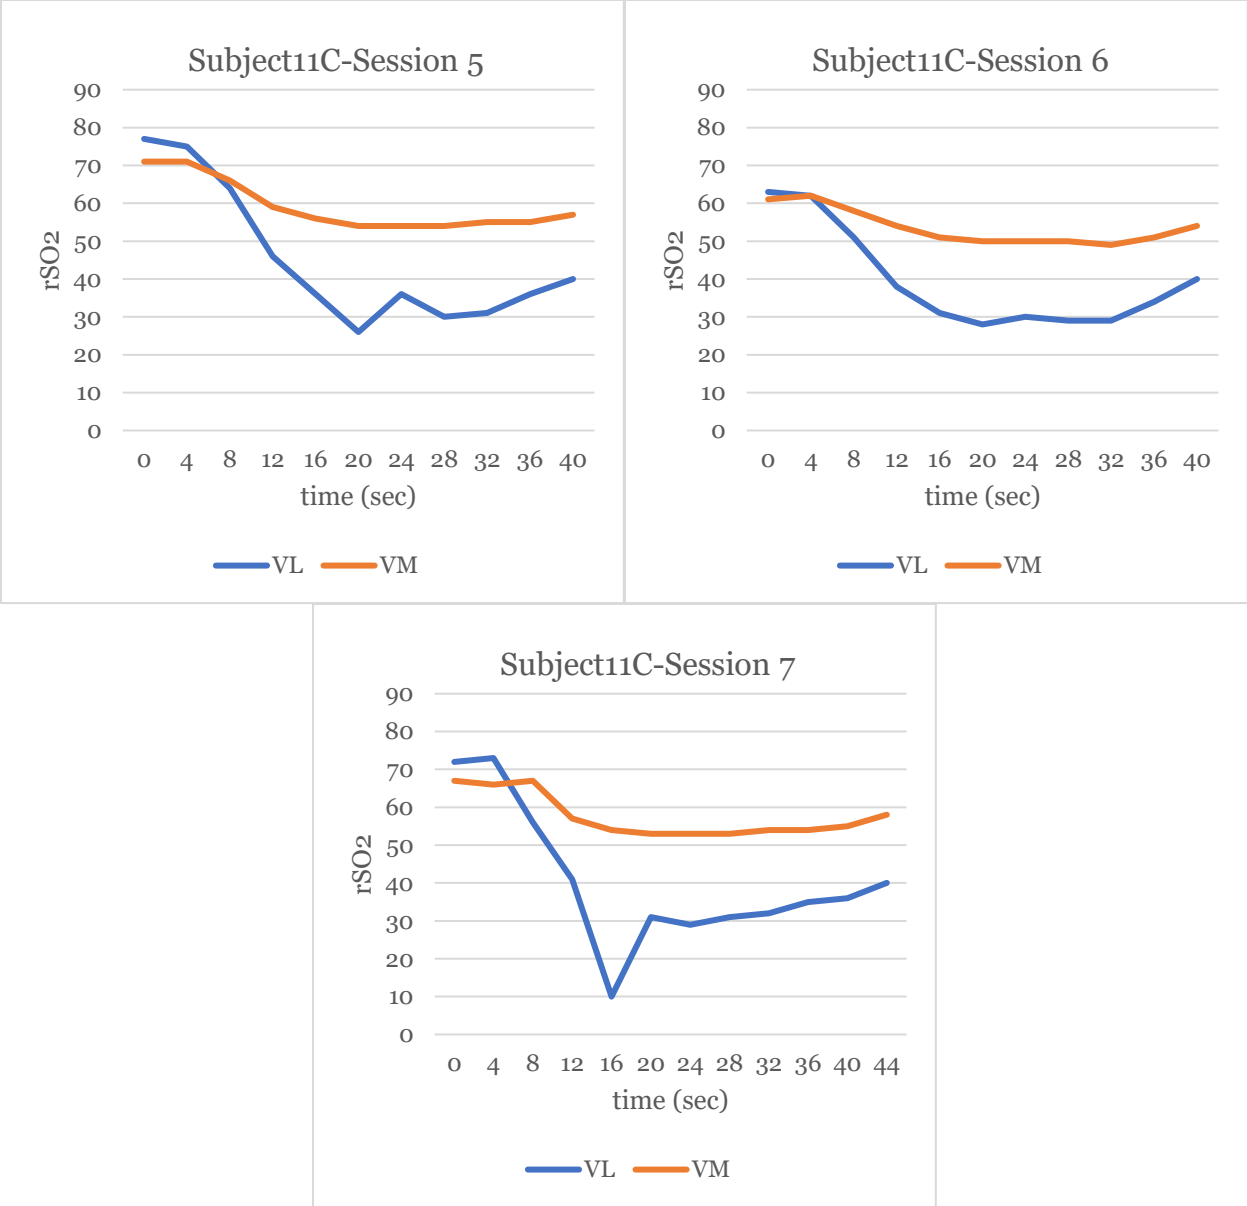 Subject11C-Session 5
90
80
70
60
50
40
30
20
10
0
rSO2
0 4 8 12 16 20 24 28 32 36 40
time (sec)
VL VM
Subject11C-Session 6
90
80
70
60
50
40
30
20
10
0
rSO2
0 4 8 12 16 20 24 28 32 36 40
time (sec)
VL VM
Subject11C-Session 7
90
80
70
60
50
40
30
20
10
0
rSO2
0 4 8 12 16 20 24 28 32 36 40 44
time (sec)
VL VM